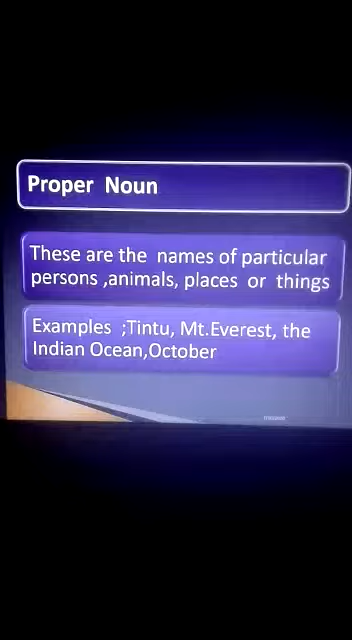 Proper Noun
These are the names of particular
persons ,animals, places or things
Examples ;Tintu, Mt.Everest, the
Indian Ocean,October